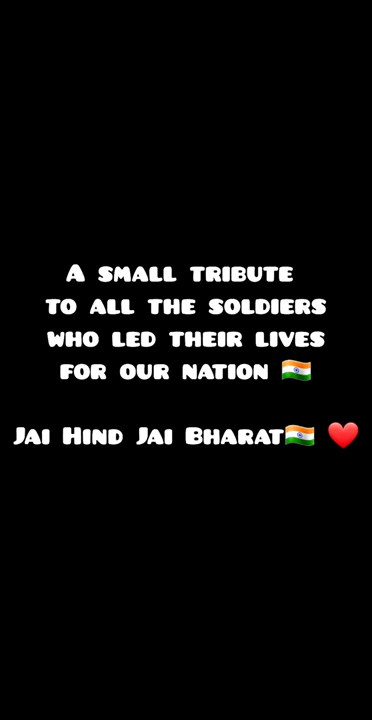 A small tribute
to all the soldiers
who led their lives
for our nation 🇮🇳
Jai Hind Jai Bharat🇮🇳 ❤️